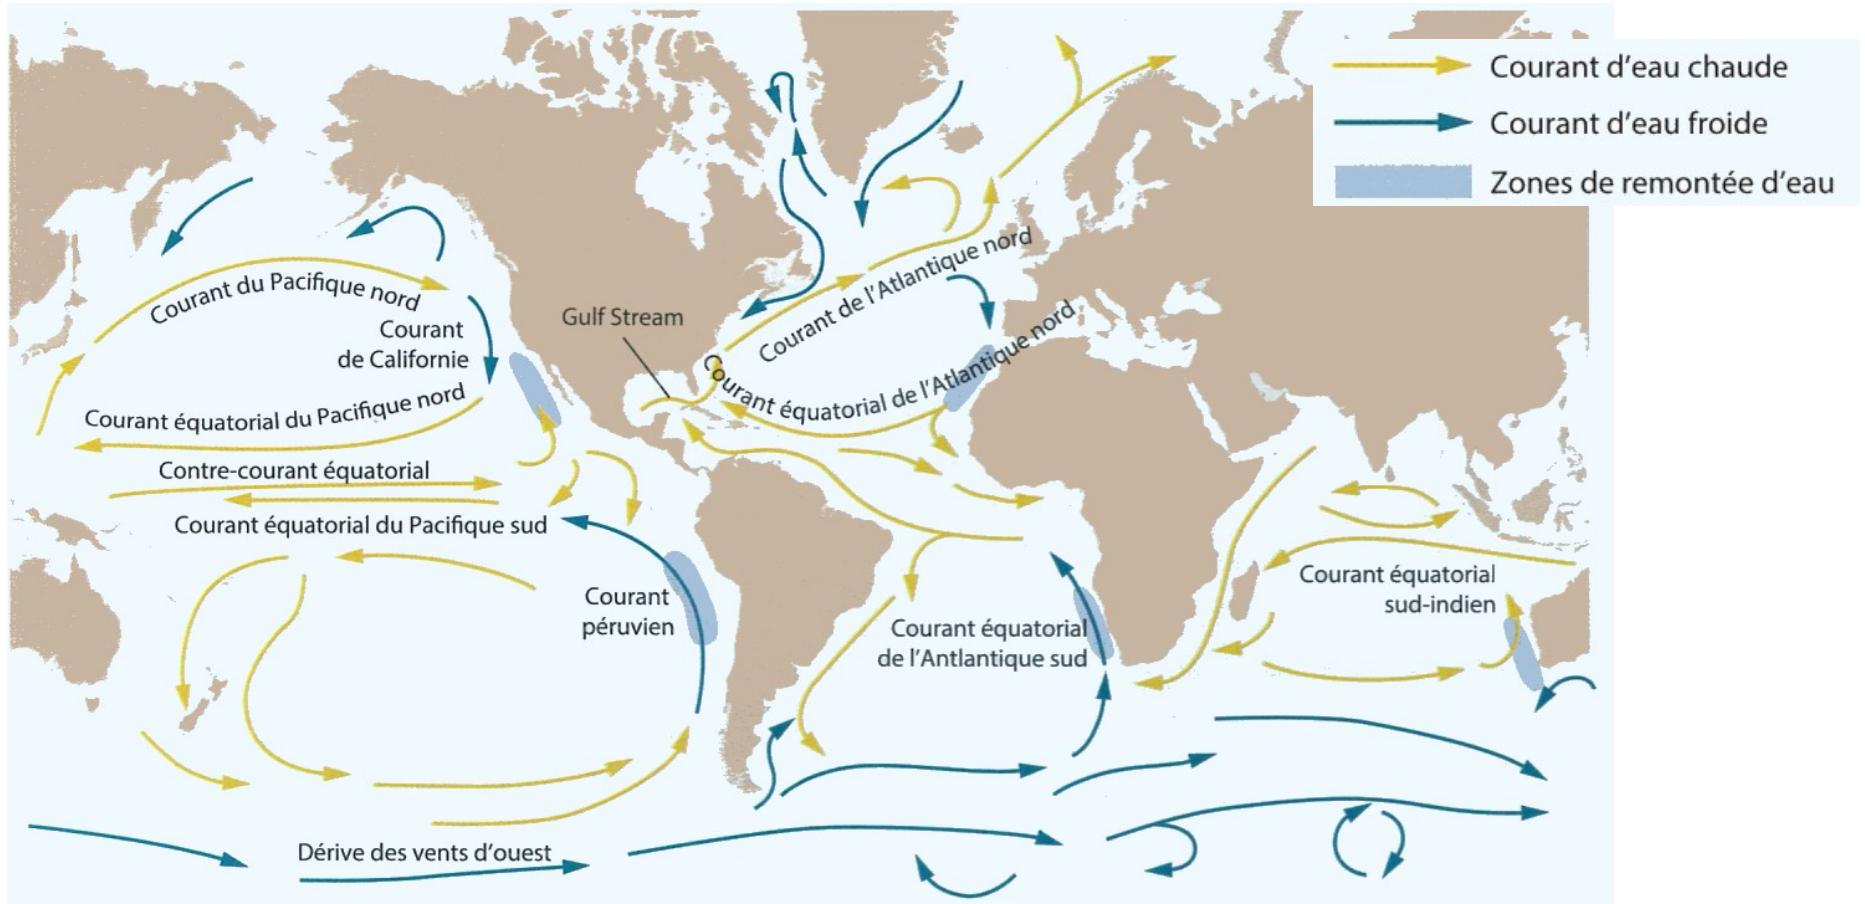 Courant d'eau chaude
Courant d'eau froide
Zones de remontée d'eau
Courant du Pacifique nord
Courant
de Californie
Gulf Stream
Courant de l'Atlantique nord
Courant équatorial de l'Atlantique nord
Courant équatorial du Pacifique nord
Contre-courant équatorial
Courant équatorial du Pacifique sud
Courant
péruvien
Courant équatorial
de l'Antlantique sud
Courant équatorial
sud-indien
Dérive des vents d'ouest